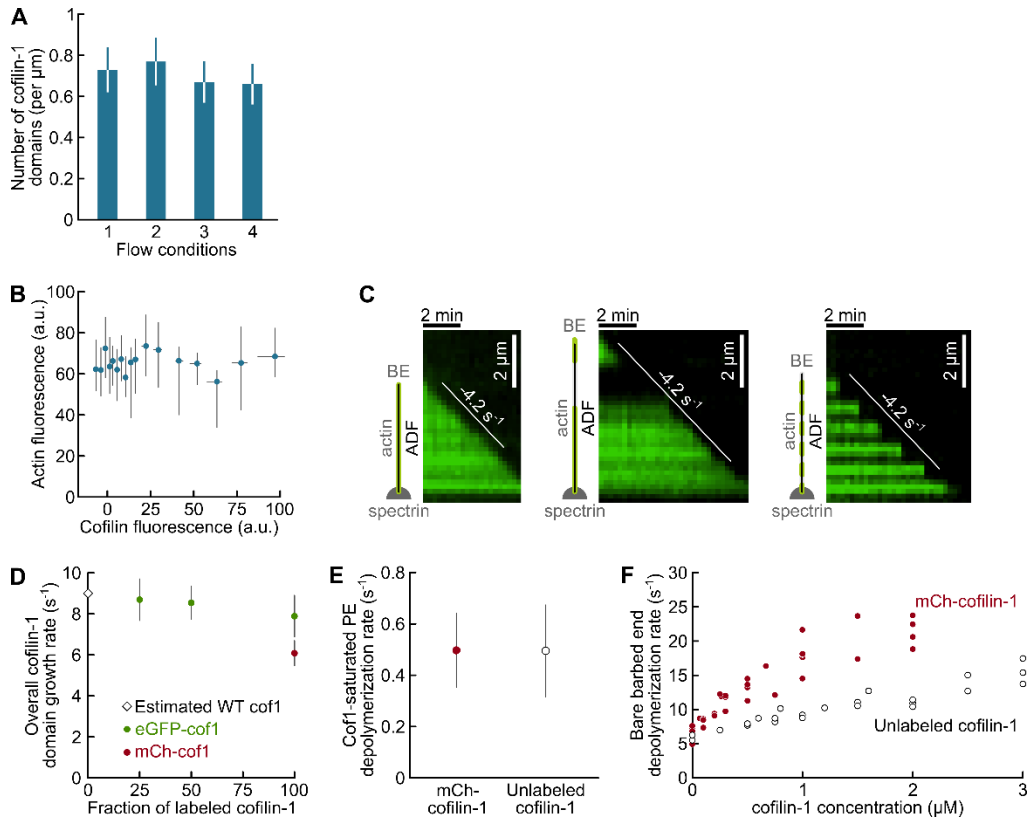 A
Number of cofilin-1
domains (per µm)
1
0.8
0.6
0.4
0.2
0
1 2 3 4
Flow conditions
B
Actin fluorescence (a.u.)
100
80
60
40
20
0
0 25 50 75 100
Cofilin fluorescence (a.u.)
C
2 min
BE
actin
ADF
spectrin
2 µm
-4.2 s⁻¹
2 min
BE
actin
ADF
spectrin
2 µm
-4.2 s⁻¹
2 min
BE
actin
ADF
spectrin
2 µm
-4.2 s⁻¹
D
Overall cofilin-1
domain growth rate (s⁻¹)
10
8
6
4
2
0
Estimated WT cof1
eGFP-cof1
mCh-cof1
0 25 50 75 100
Fraction of labeled cofilin-1
E
Cof1-saturated PE
depolymerization rate (s⁻¹)
0.8
0.6
0.4
0.2
0
mCh-
cofilin-1
Unlabeled
cofilin-1
F
Bare barbed end
depolymerization rate (s⁻¹)
30
25
20
15
10
5
0
mCh-cofilin-1
Unlabeled cofilin-1
0 1 2 3
cofilin-1 concentration (µM)